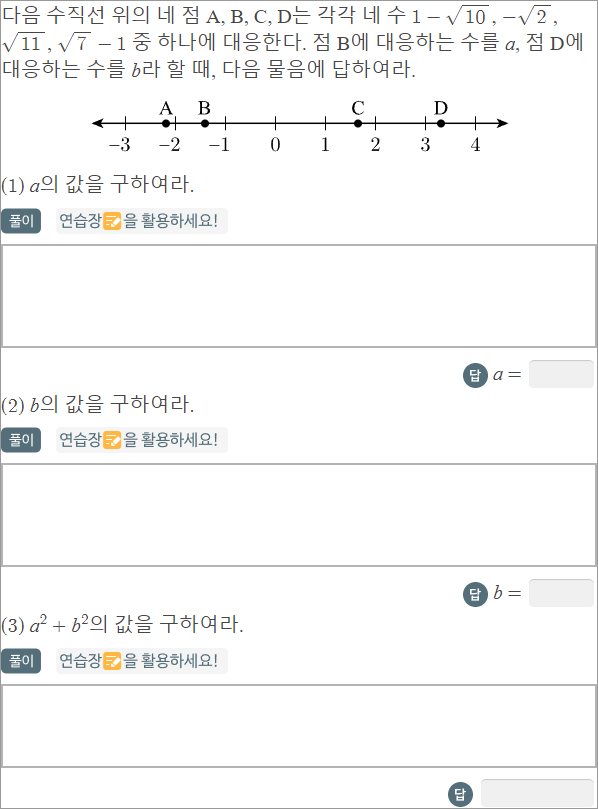 다음 수직선 위의 네 점 A, B, C, D는 각각 네 수 1 − √10 , −√2 ,
√11 , √7 − 1 중 하나에 대응한다. 점 B에 대응하는 수를 a, 점 D에
대응하는 수를 b라 할 때, 다음 물음에 답하여라.
A B C D
−3 −2 −1 0 1 2 3 4
(1) a의 값을 구하여라.
풀이 연습장을 활용하세요!
답 a =
(2) b의 값을 구하여라.
풀이 연습장을 활용하세요!
답 b =
(3) a² + b²의 값을 구하여라.
풀이 연습장을 활용하세요!
답